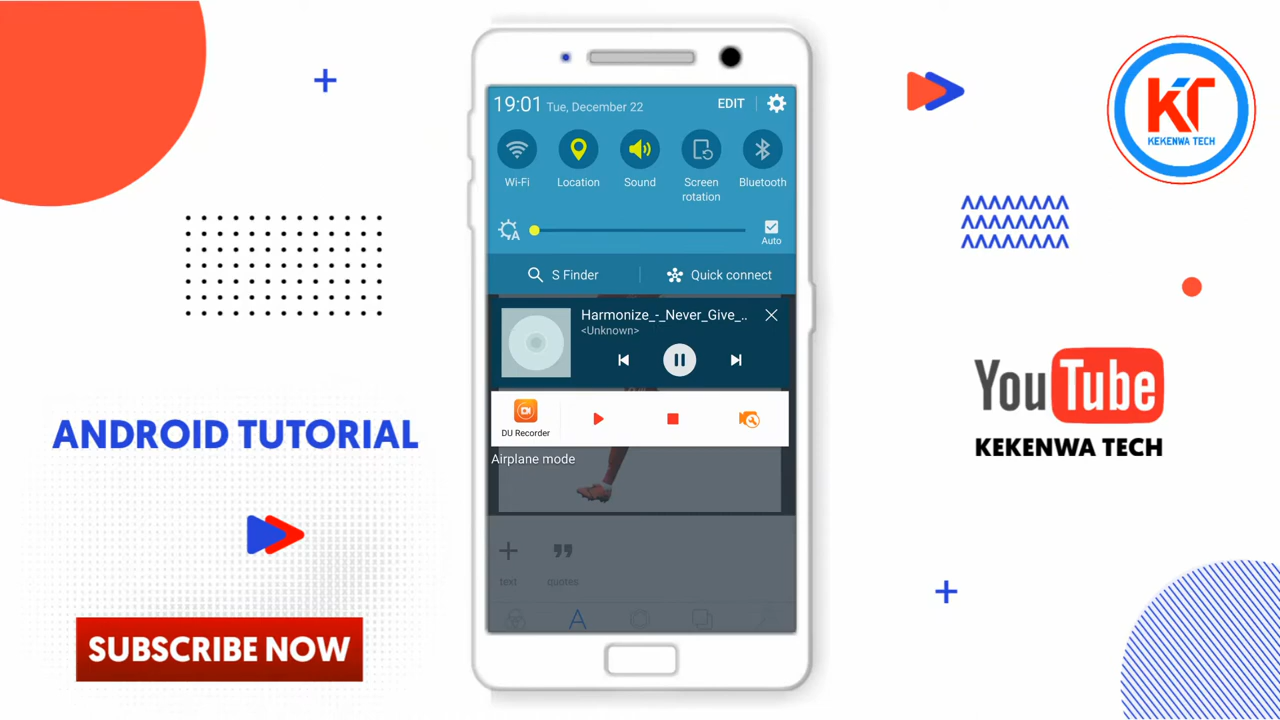 KT
KEKENWA TECH
19:01 Tue, December 22
EDIT
Wi-Fi
Location
Sound
Screen
rotation
Bluetooth
A
Auto
S Finder
Quick connect
Harmonize_-_Never_Give_..
<Unknown>
DU Recorder
Airplane mode
text
quotes
A
ANDROID TUTORIAL
SUBSCRIBE NOW
YouTube
KEKENWA TECH